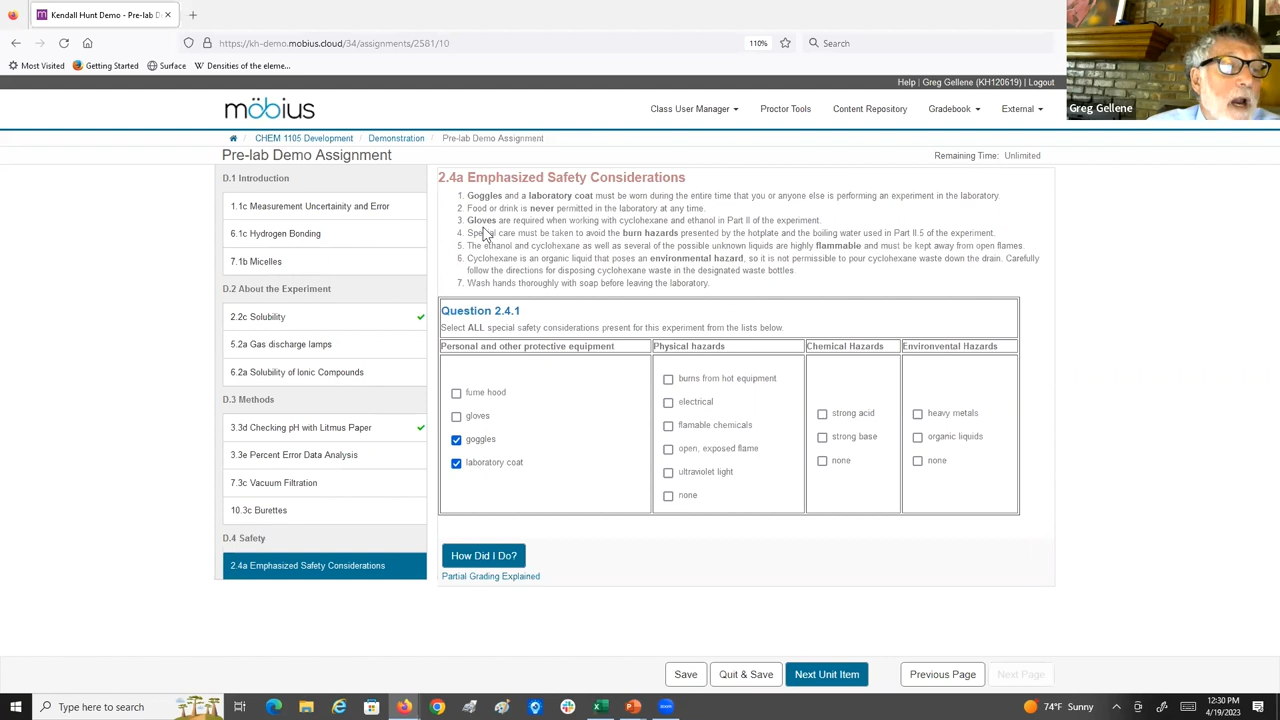 Kendall Hunt Demo - Pre-lab D
https://kh-demo.mobius.cloud/34/assignments/2581/10
110%
Search
Most Visited
Getting Started
Surface
Densities of the eleme...
Greg Gellene
Help | Greg Gellene (KH120619) | Logout
möbius
Class User Manager
Proctor Tools
Content Repository
Gradebook
External
CHEM 1105 Development / Demonstration / Pre-lab Demo Assignment
Pre-lab Demo Assignment
Remaining Time: Unlimited
D.1 Introduction
1.1c Measurement Uncertainity and Error
6.1c Hydrogen Bonding
7.1b Micelles
D.2 About the Experiment
2.2c Solubility
5.2a Gas discharge lamps
6.2a Solubility of Ionic Compounds
D.3 Methods
3.3d Checking pH with Litmus Paper
3.3e Percent Error Data Analysis
7.3c Vacuum Filtration
10.3c Burettes
D.4 Safety
2.4a Emphasized Safety Considerations
2.4a Emphasized Safety Considerations
1. Goggles and a laboratory coat must be worn during the entire time that you or anyone else is performing an experiment in the laboratory.
2. Food or drink is never permitted in the laboratory at any time.
3. Gloves are required when working with cyclohexane and ethanol in Part II of the experiment.
4. Special care must be taken to avoid the burn hazards presented by the hotplate and the boiling water used in Part II.5 of the experiment.
5. The ethanol and cyclohexane as well as several of the possible unknown liquids are highly flammable and must be kept away from open flames.
6. Cyclohexane is an organic liquid that poses an environmental hazard, so it is not permissible to pour cyclohexane waste down the drain. Carefully
follow the directions for disposing cyclohexane waste in the designated waste bottles.
7. Wash hands thoroughly with soap before leaving the laboratory.
Question 2.4.1
Select ALL special safety considerations present for this experiment from the lists below.
Personal and other protective equipment
Physical hazards
Chemical Hazards
Environvental Hazards
fume hood
gloves
goggles
laboratory coat
burns from hot equipment
electrical
flamable chemicals
open, exposed flame
ultraviolet light
none
strong acid
strong base
none
heavy metals
organic liquids
none
How Did I Do?
Partial Grading Explained
Save
Quit & Save
Next Unit Item
Previous Page
Next Page
Type here to search
74°F Sunny
12:30 PM
4/19/2023